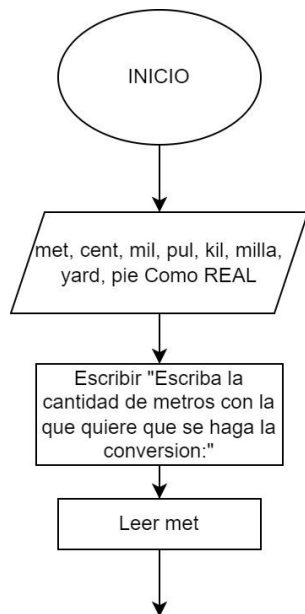 INICIO
met, cent, mil, pul, kil, milla,
yard, pie Como REAL
Escribir "Escriba la
cantidad de metros con la
que quiere que se haga la
conversion:"
Leer met